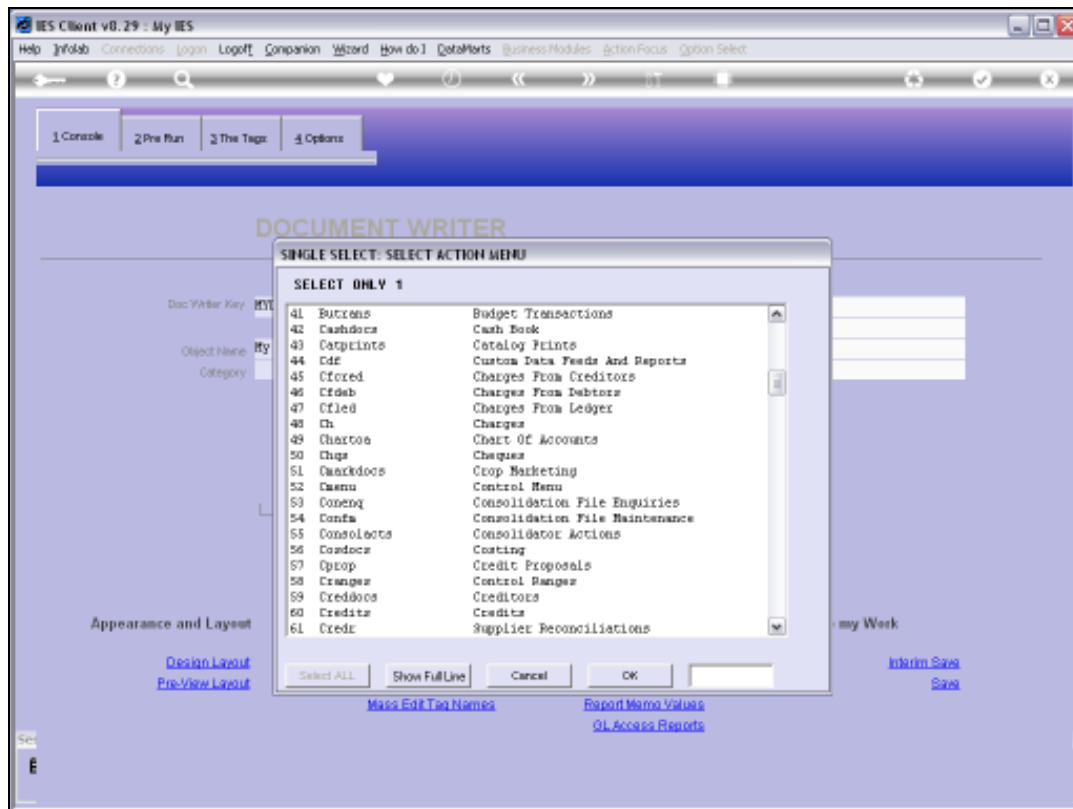 IES Client v8.29 : My IES
Help Infolab Connections Logon Logoff Companion Wizard How do I DataMarts Business Modules Action Focus Option Select
1 Console 2 Pre Run 3 The Tags 4 Options
DOCUMENT WRITER
SINGLE SELECT: SELECT ACTION MENU
SELECT ONLY 1
Doc Writer Key
Object Name My
Category
41 Butrans Budget Transactions
42 Cashdocs Cash Book
43 Catprints Catalog Prints
44 Cdf Custom Data Feeds And Reports
45 Cfcred Charges From Creditors
46 Cfdeb Charges From Debtors
47 Cfled Charges From Ledger
48 Ch Charges
49 Chartoa Chart Of Accounts
50 Chqs Cheques
51 Cmarkdocs Crop Marketing
52 Cmenu Control Menu
53 Conenq Consolidation File Enquiries
54 Confm Consolidation File Maintenance
55 Consolacts Consolidator Actions
56 Cosdocs Costing
57 Cprop Credit Proposals
58 Cranges Control Ranges
59 Creddocs Creditors
60 Credits Credits
61 Credr Supplier Reconciliations
Select ALL Show Full Line Cancel OK
Appearance and Layout my Work
Design Layout Interim Save
Pre-View Layout Save
Mass Edit Tag Names Report Memo Values
GL Access Reports